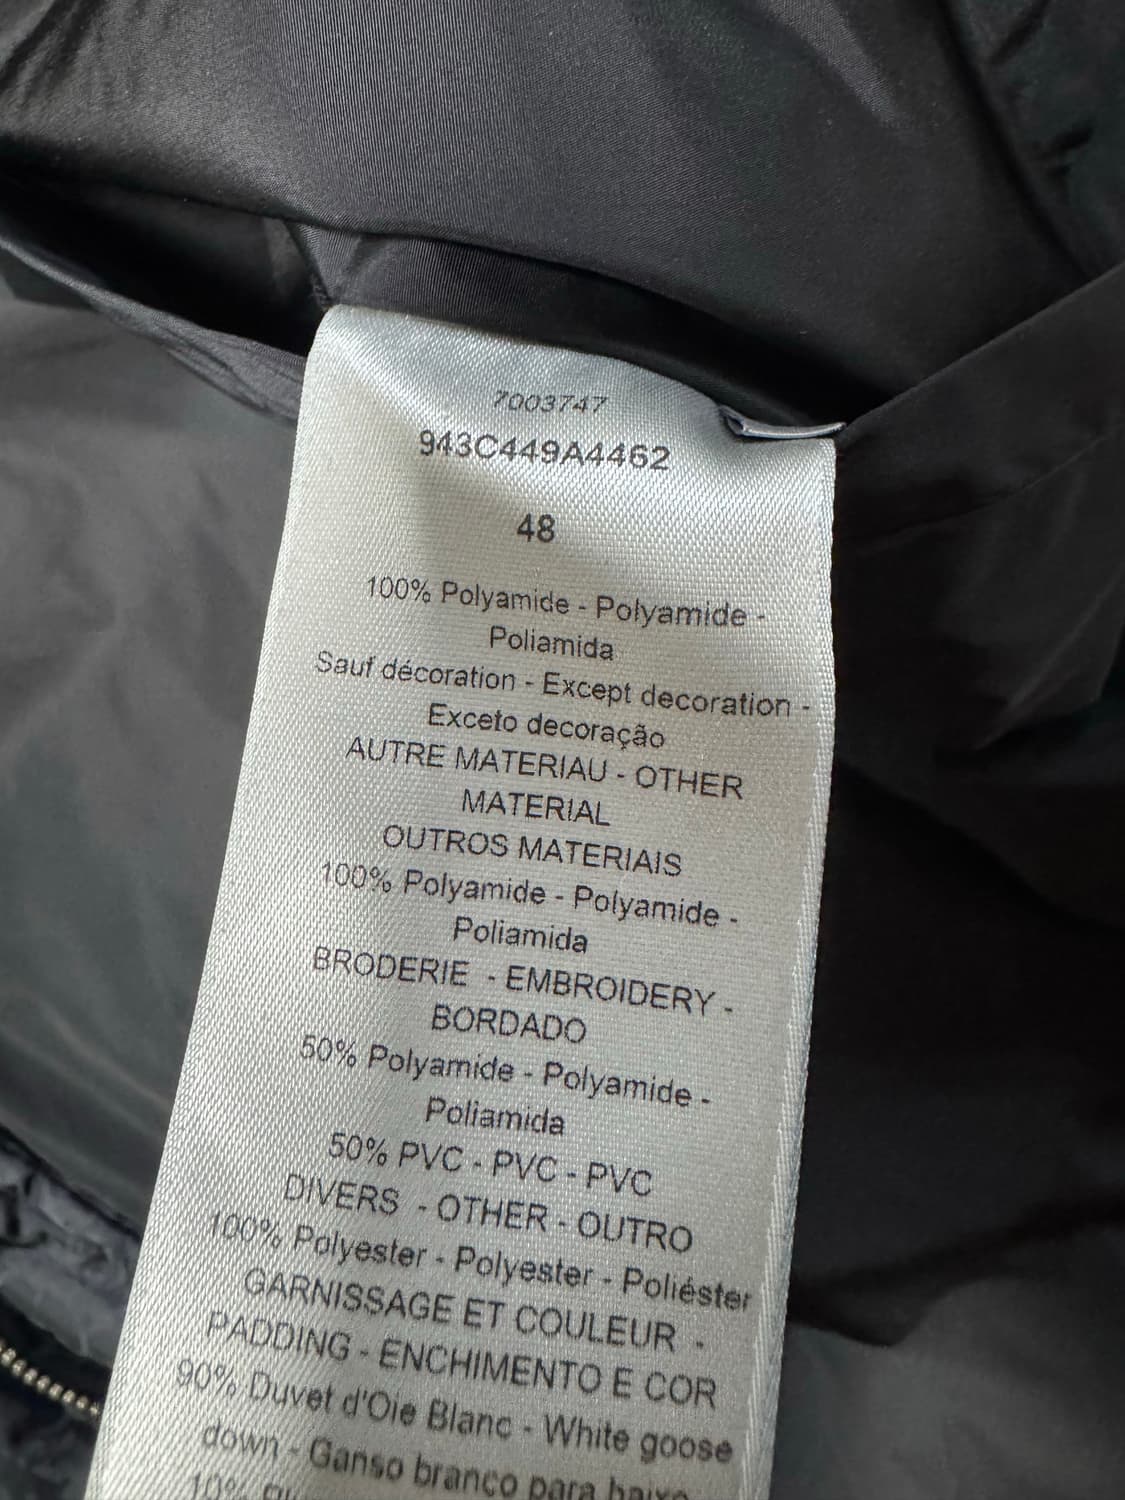 7003747
943C449A4462
48
100% Polyamide - Polyamide -
Poliamida
Sauf décoration - Except decoration -
Exceto decoração
AUTRE MATERIAU - OTHER
MATERIAL
OUTROS MATERIAIS
100% Polyamide - Polyamide -
Poliamida
BRODERIE - EMBROIDERY -
BORDADO
50% Polyamide - Polyamide -
Poliamida
50% PVC - PVC - PVC
DIVERS - OTHER - OUTRO
100% Polyester - Polyester - Poliéster
GARNISSAGE ET COULEUR -
PADDING - ENCHIMENTO E COR
90% Duvet d'Oie Blanc - White goose
down - Ganso branco para baixo
10%